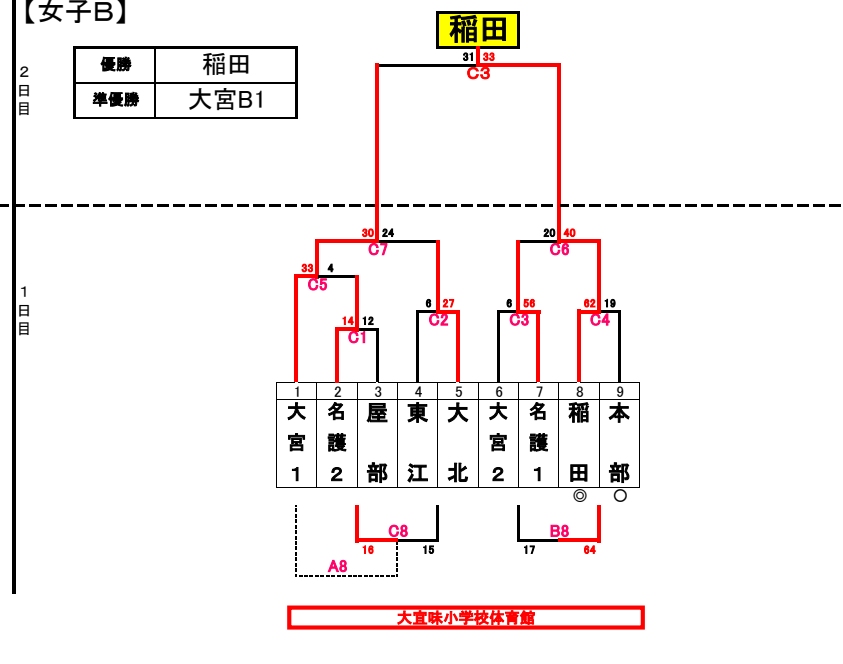 【女子B】
稲田
優勝 稲田
準優勝 大宮B1
2日目
31 33
C3
30 24
C7
20 40
C6
33 4
C5
1日目
6 27
C2
6 56
C3
62 19
C4
14 12
C1
1 2 3 4 5 6 7 8 9
大宮1
名護2
屋部
東江
大北
大宮2
名護1
稲田
本部
◎ ○
C8
B8
16 15
17 64
A8
大宜味小学校体育館